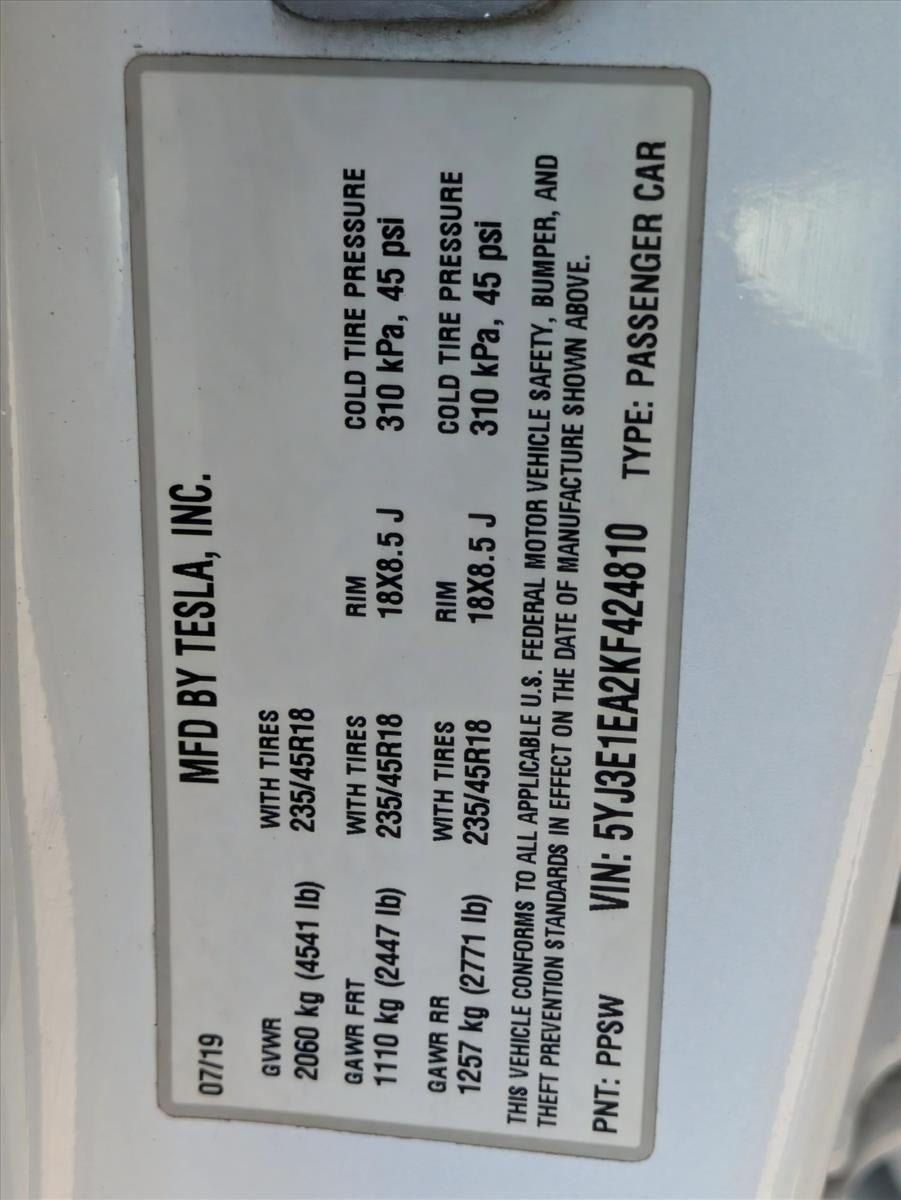 07/19 MFD BY TESLA, INC.
GVWR WITH TIRES
2060 kg (4541 lb) 235/45R18
GAWR FRT WITH TIRES RIM COLD TIRE PRESSURE
1110 kg (2447 lb) 235/45R18 18X8.5 J 310 kPa, 45 psi
GAWR RR WITH TIRES RIM COLD TIRE PRESSURE
1257 kg (2771 lb) 235/45R18 18X8.5 J 310 kPa, 45 psi
THIS VEHICLE CONFORMS TO ALL APPLICABLE U.S. FEDERAL MOTOR VEHICLE SAFETY, BUMPER, AND
THEFT PREVENTION STANDARDS IN EFFECT ON THE DATE OF MANUFACTURE SHOWN ABOVE.
PNT: PPSW VIN: 5YJ3E1EA2KF424810 TYPE: PASSENGER CAR